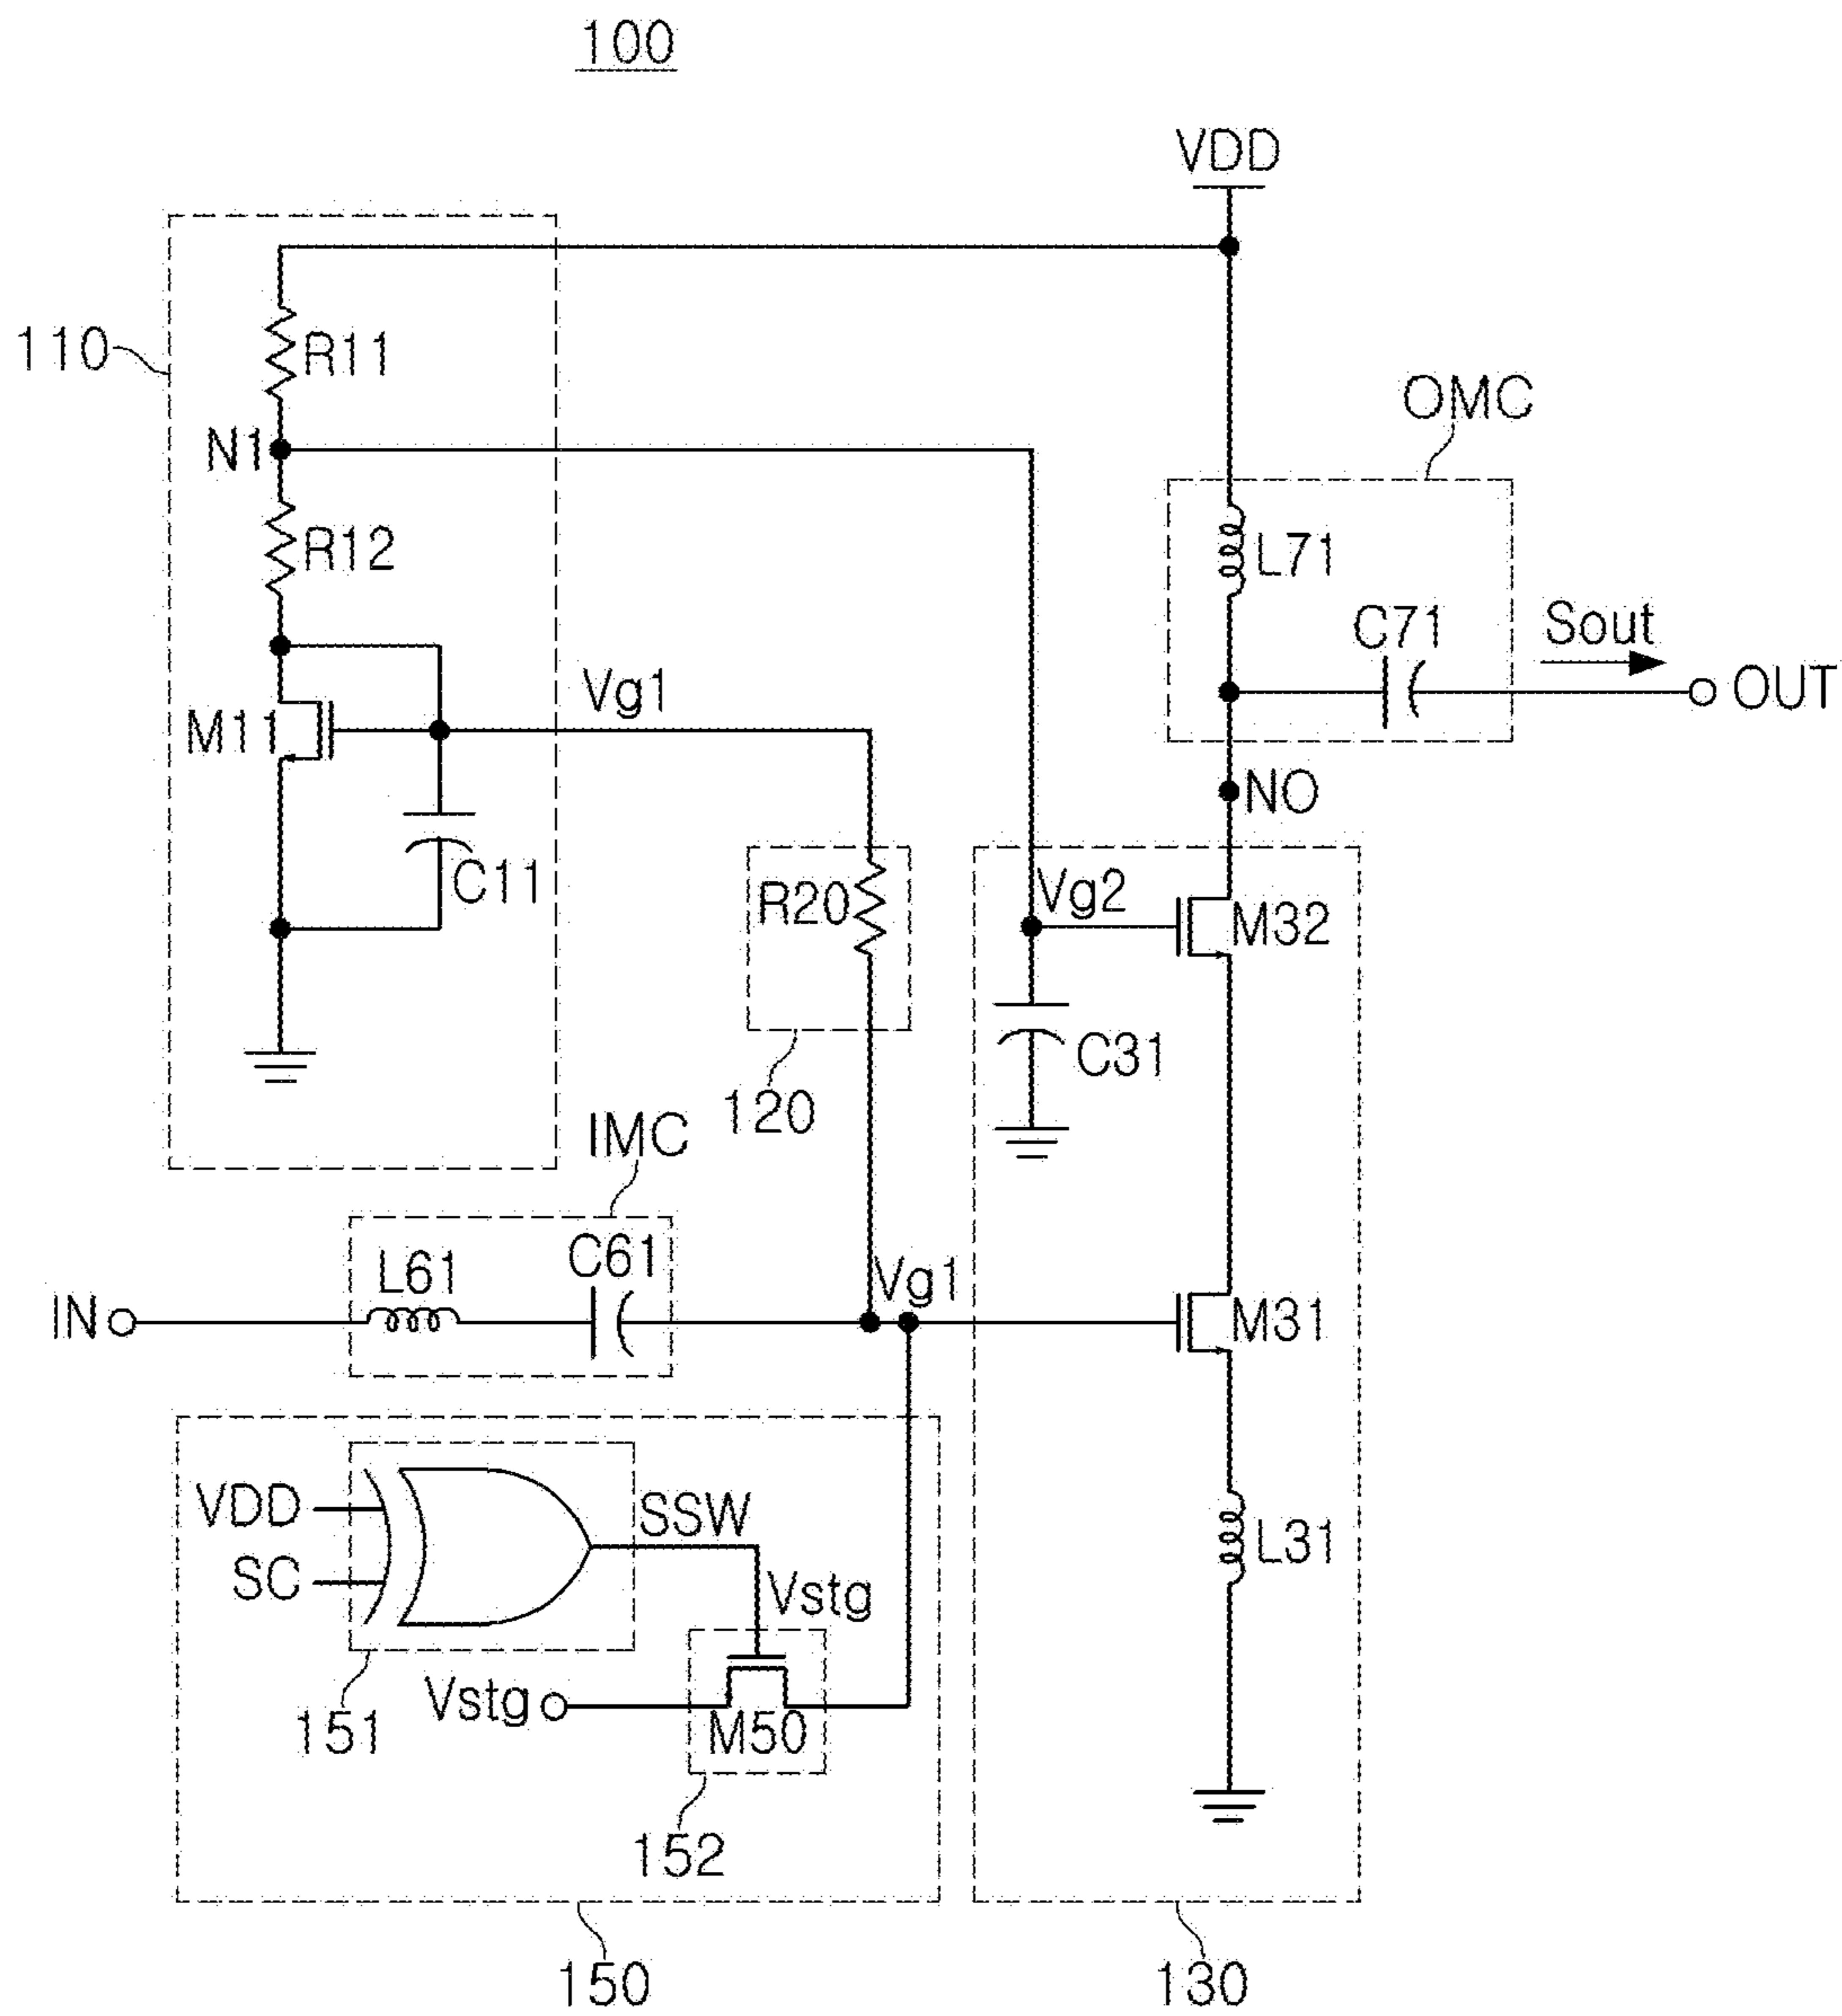 100
VDD
110
R11
OMC
N1
R12
L71
C71
Sout
OUT
Vg1
M11
NO
C11
R20
Vg2
M32
C31
120
IMC
L61
C61
Vg1
IN
M31
VDD
SSW
SC
L31
Vstg
Vstg
M50
151
152
150
130